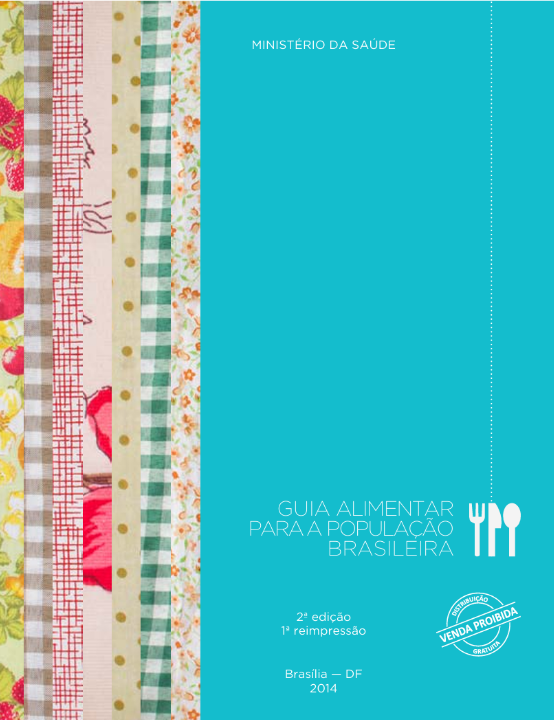 MINISTÉRIO DA SAÚDE
GUIA ALIMENTAR
PARA A POPULAÇÃO
BRASILEIRA
2ª edição
1ª reimpressão
DISTRIBUIÇÃO
VENDA PROIBIDA
GRATUITA
Brasília — DF
2014